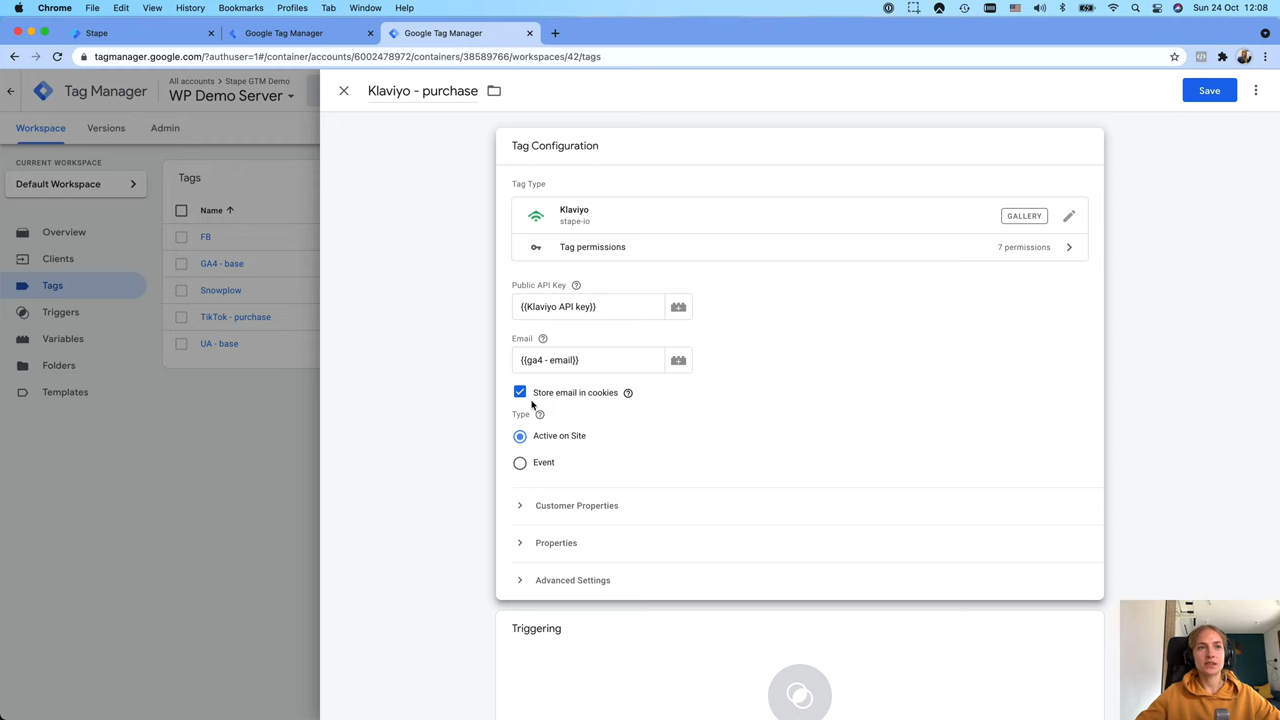 Chrome File Edit View History Bookmarks Profiles Tab Window Help Sun 24 Oct 12:08
Stape Google Tag Manager Google Tag Manager
tagmanager.google.com/?authuser=1#/container/accounts/6002478972/containers/38589766/workspaces/42/tags
All accounts > Stape GTM Demo
Tag Manager WP Demo Server
Klaviyo - purchase Save
Workspace Versions Admin
CURRENT WORKSPACE
Default Workspace
Overview
Clients
Tags
Triggers
Variables
Folders
Templates
Tags
Name
FB
GA4 - base
Snowplow
TikTok - purchase
UA - base
Tag Configuration
Tag Type
Klaviyo
stape-io
GALLERY
Tag permissions 7 permissions
Public API Key
{{Klaviyo API key}}
Email
{{ga4 - email}}
Store email in cookies
Type
Active on Site
Event
Customer Properties
Properties
Advanced Settings
Triggering